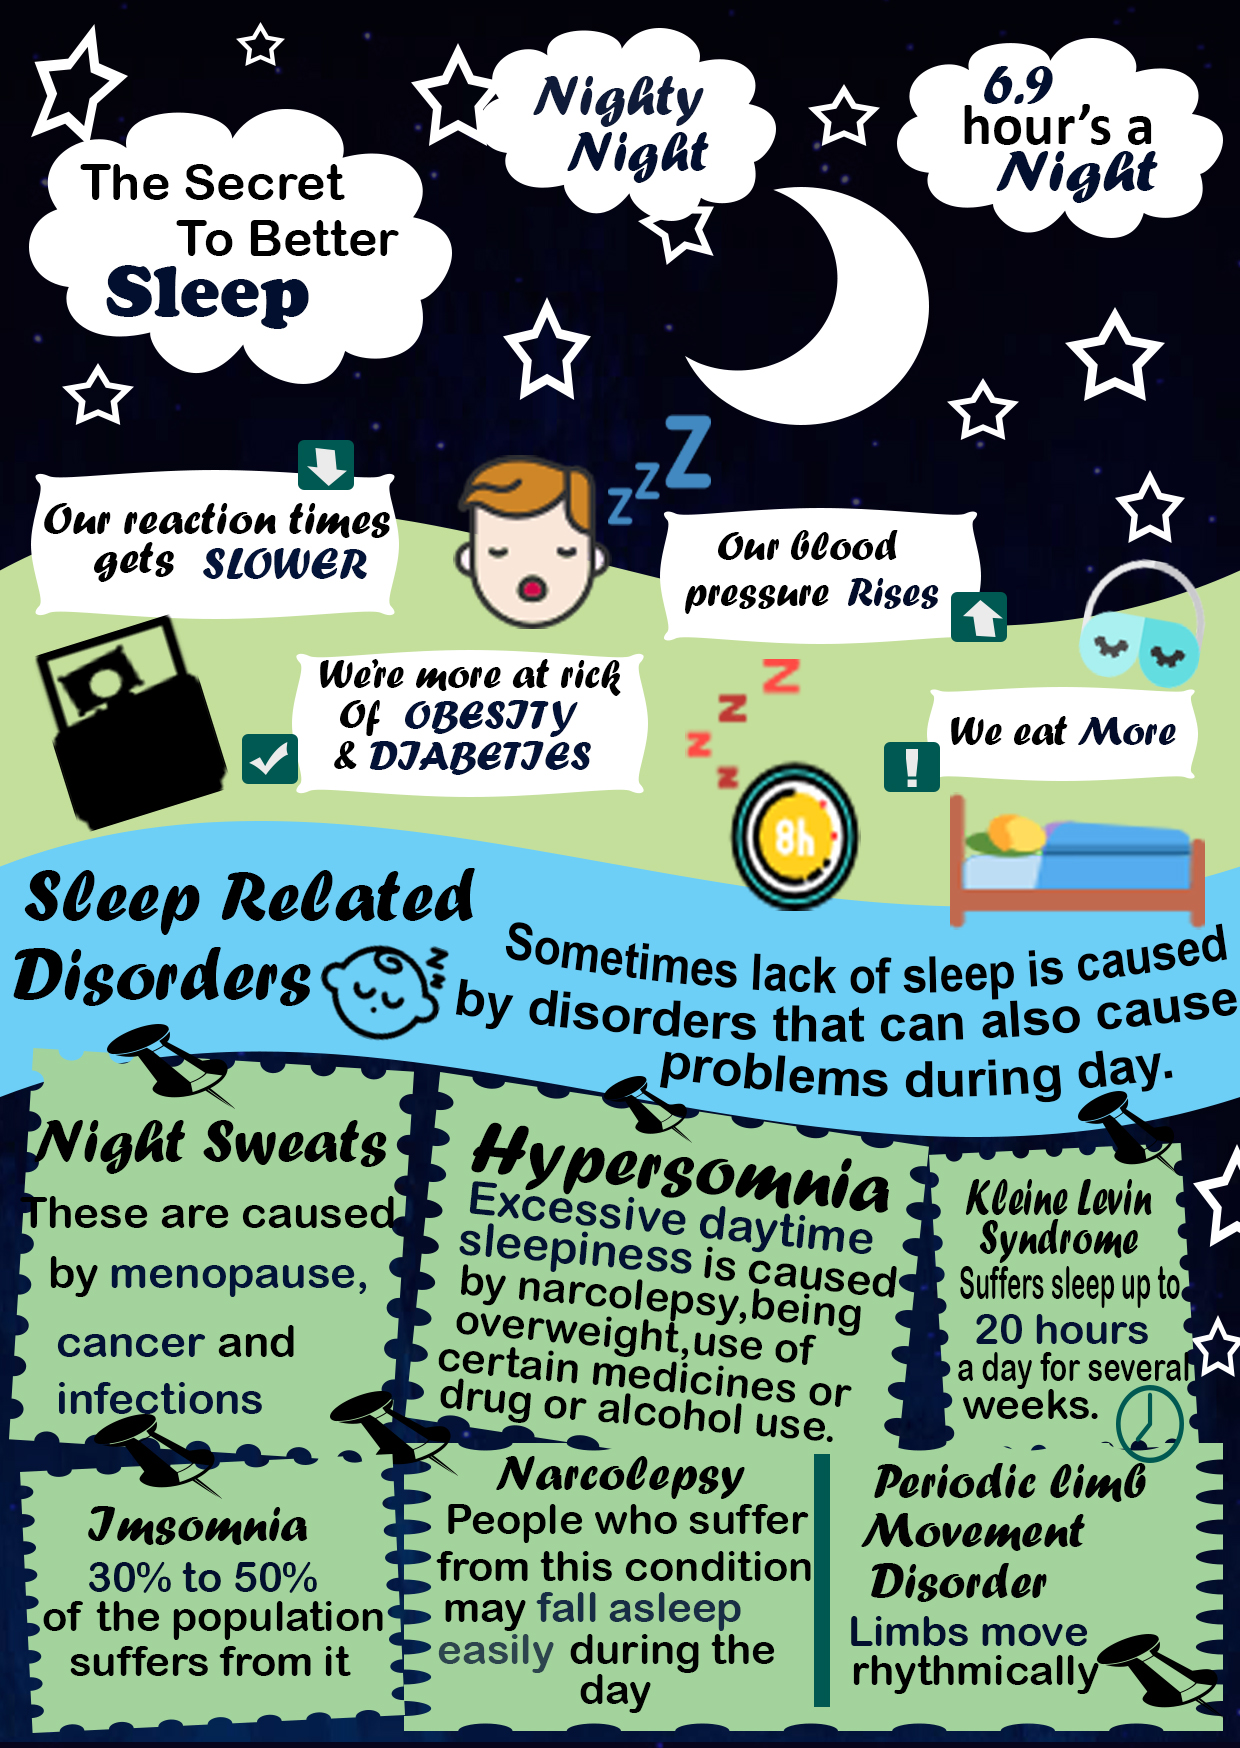 The Secret
To Better
Sleep
Nighty
Night
6.9
hour's a
Night
Our reaction times
gets SLOWER
Our blood
pressure Rises
We're more at rick
Of OBESITY
& DIABETIES
We eat More
8h
Sleep Related
Disorders
Sometimes lack of sleep is caused
by disorders that can also cause
problems during day.
Night Sweats
These are caused
by menopause,
cancer and
infections
Hypersomnia
Excessive daytime
sleepiness is caused
by narcolepsy,being
overweight,use of
certain medicines or
drug or alcohol use.
Kleine Levin
Syndrome
Suffers sleep up to
20 hours
a day for several
weeks.
Imsomnia
30% to 50%
of the population
suffers from it
Narcolepsy
People who suffer
from this condition
may fall asleep
easily during the
day
Periodic limb
Movement
Disorder
Limbs move
rhythmically